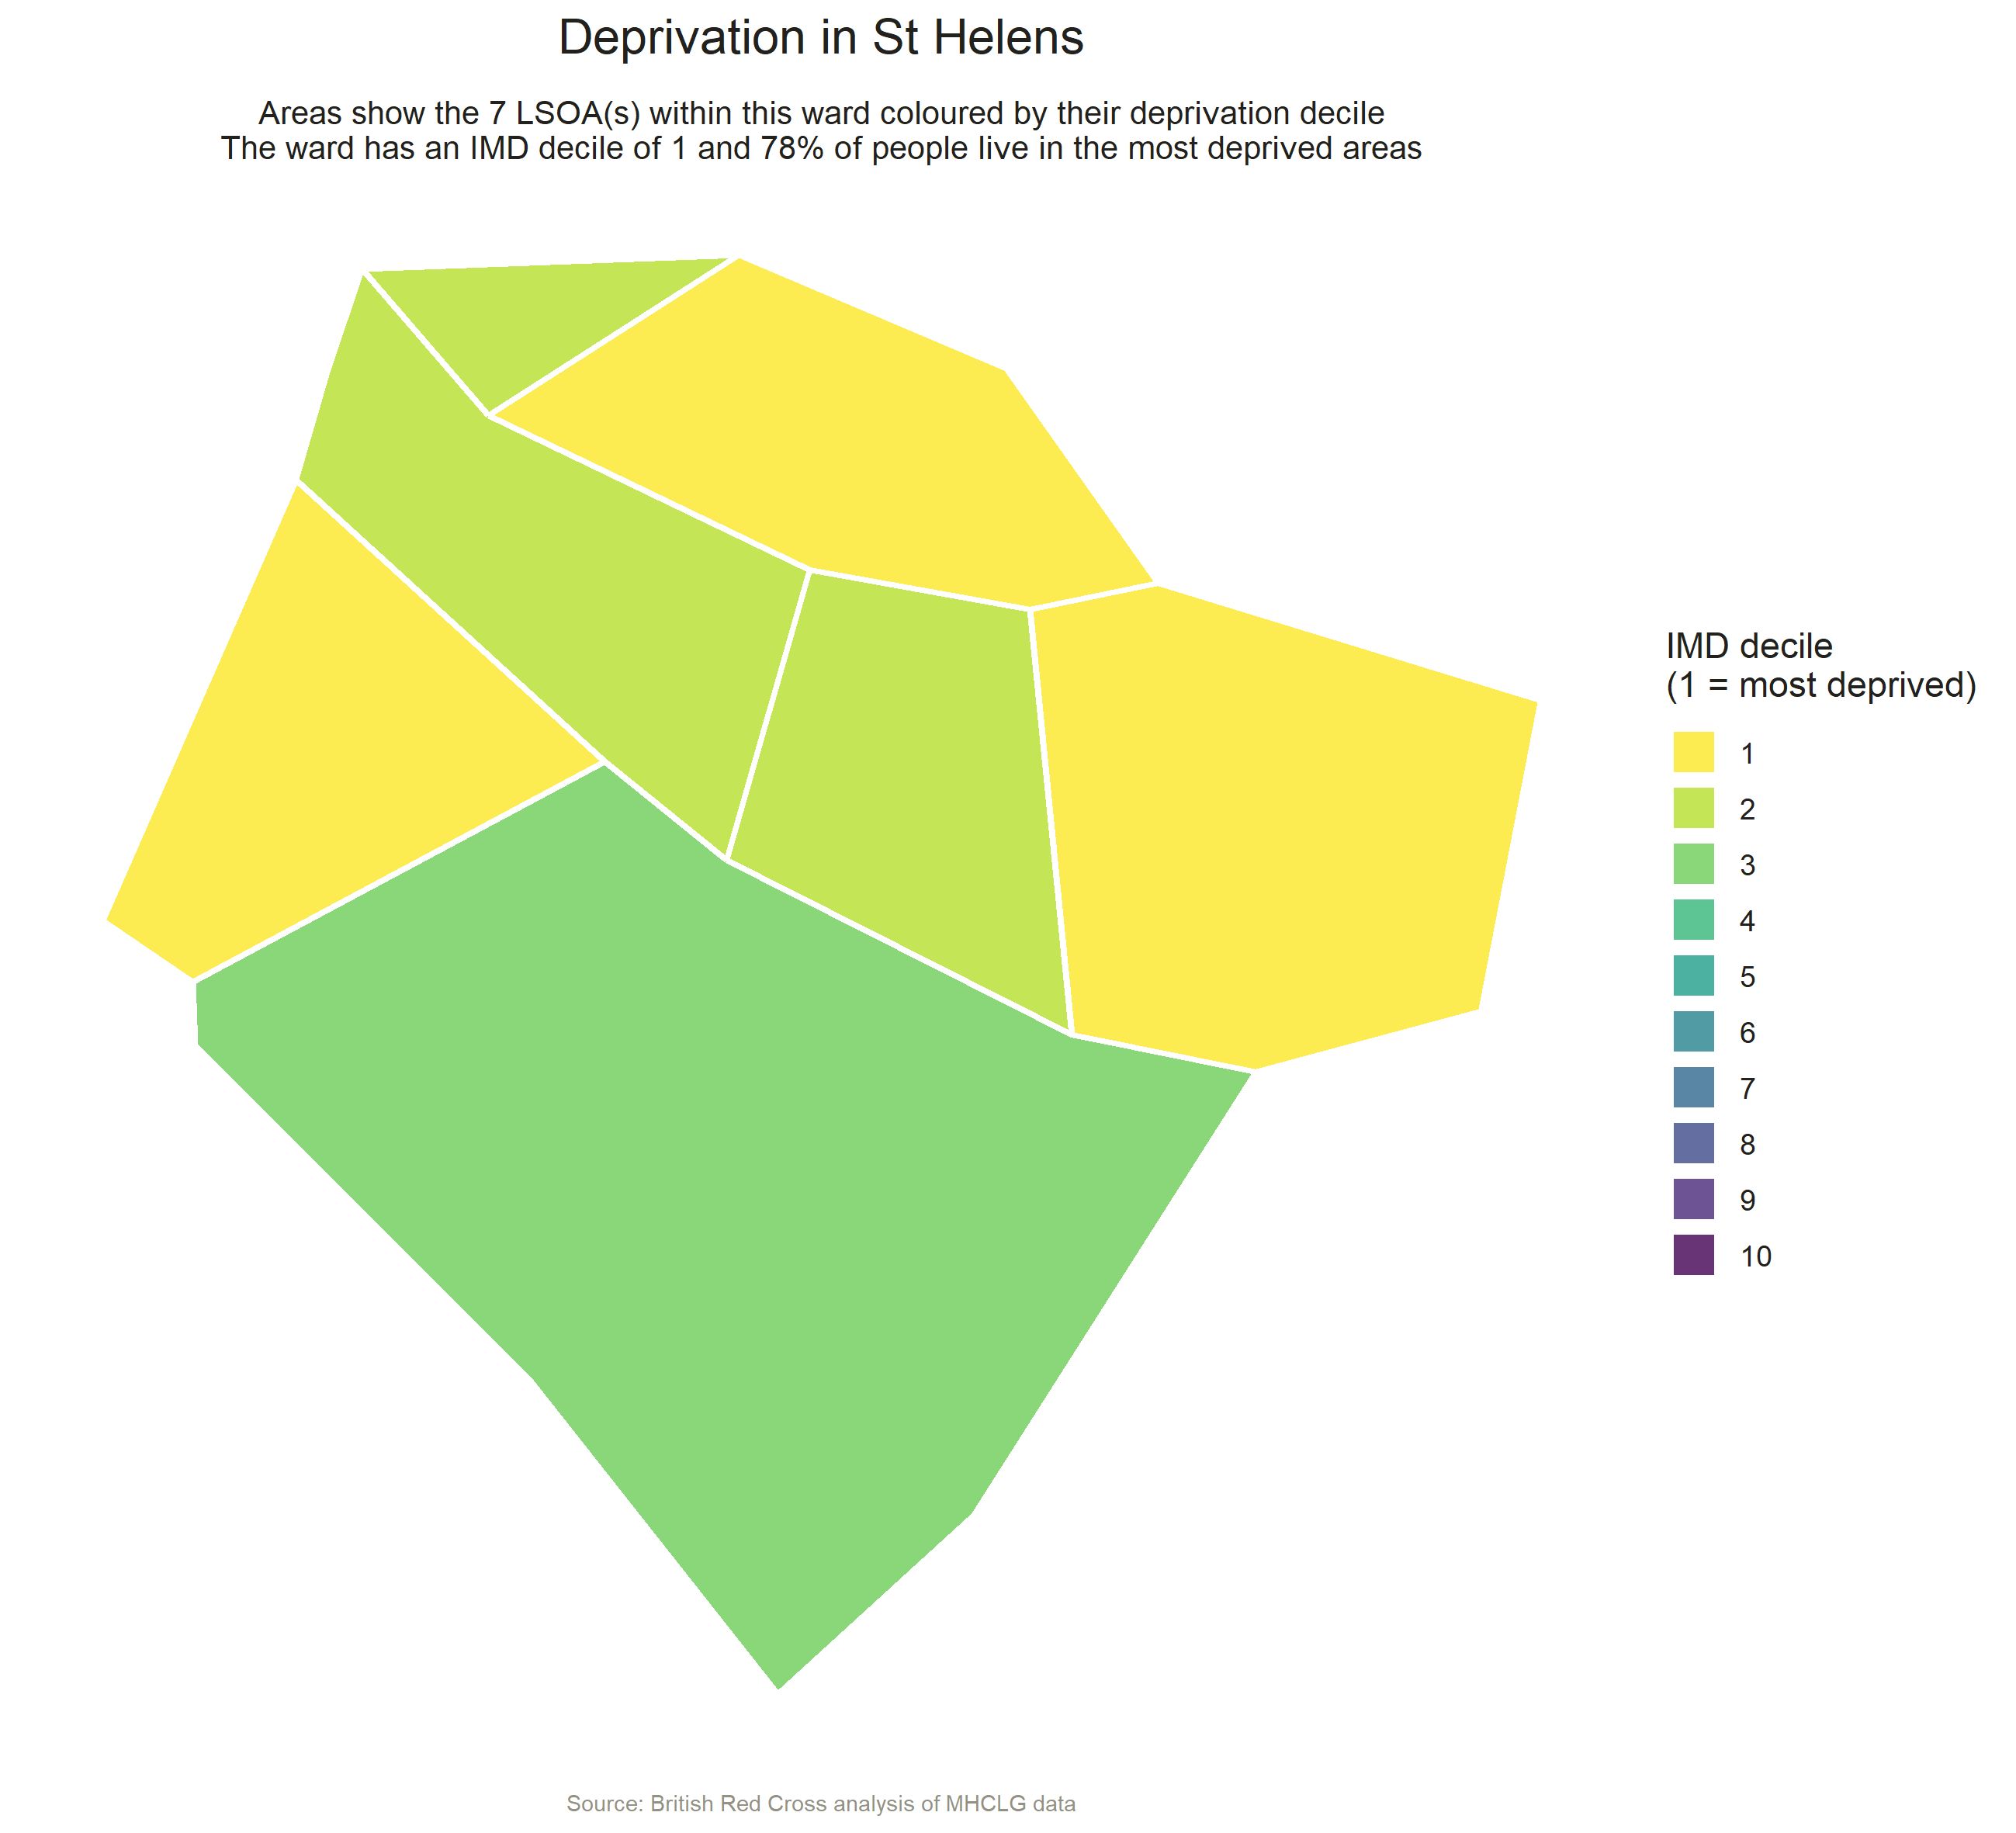 Deprivation in St Helens
Areas show the 7 LSOA(s) within this ward coloured by their deprivation decile
The ward has an IMD decile of 1 and 78% of people live in the most deprived areas
IMD decile
(1 = most deprived)
1
2
3
4
5
6
7
8
9
10
Source: British Red Cross analysis of MHCLG data